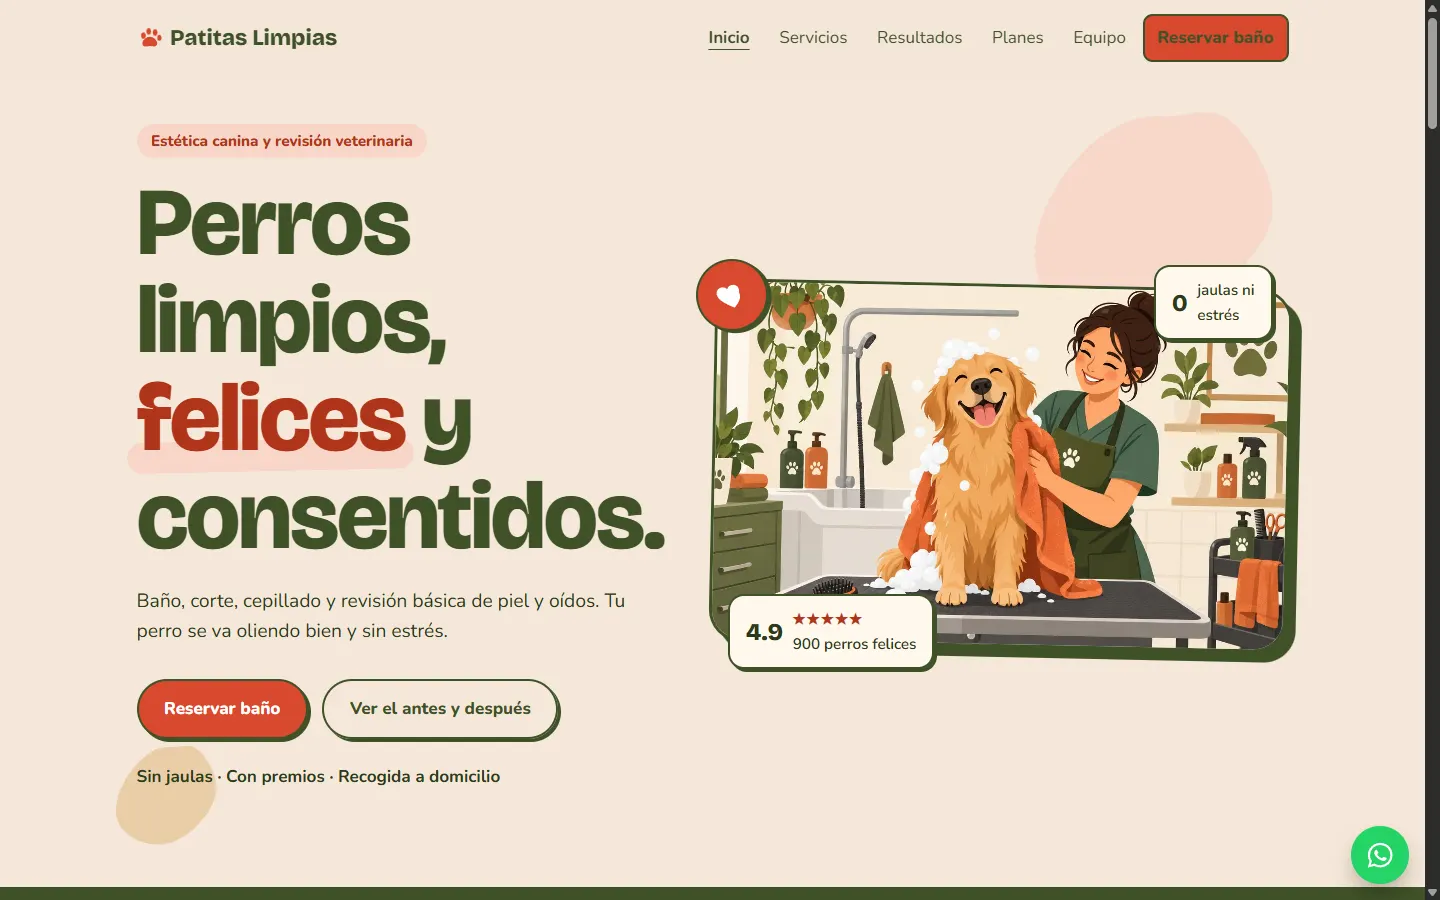 Patitas Limpias
Inicio
Servicios
Resultados
Planes
Equipo
Reservar baño
Estética canina y revisión veterinaria
Perros
limpios,
felices y
consentidos.
Baño, corte, cepillado y revisión básica de piel y oídos. Tu
perro se va oliendo bien y sin estrés.
Reservar baño
Ver el antes y después
Sin jaulas · Con premios · Recogida a domicilio
0 jaulas ni
estrés
4.9 ★★★★★
900 perros felices